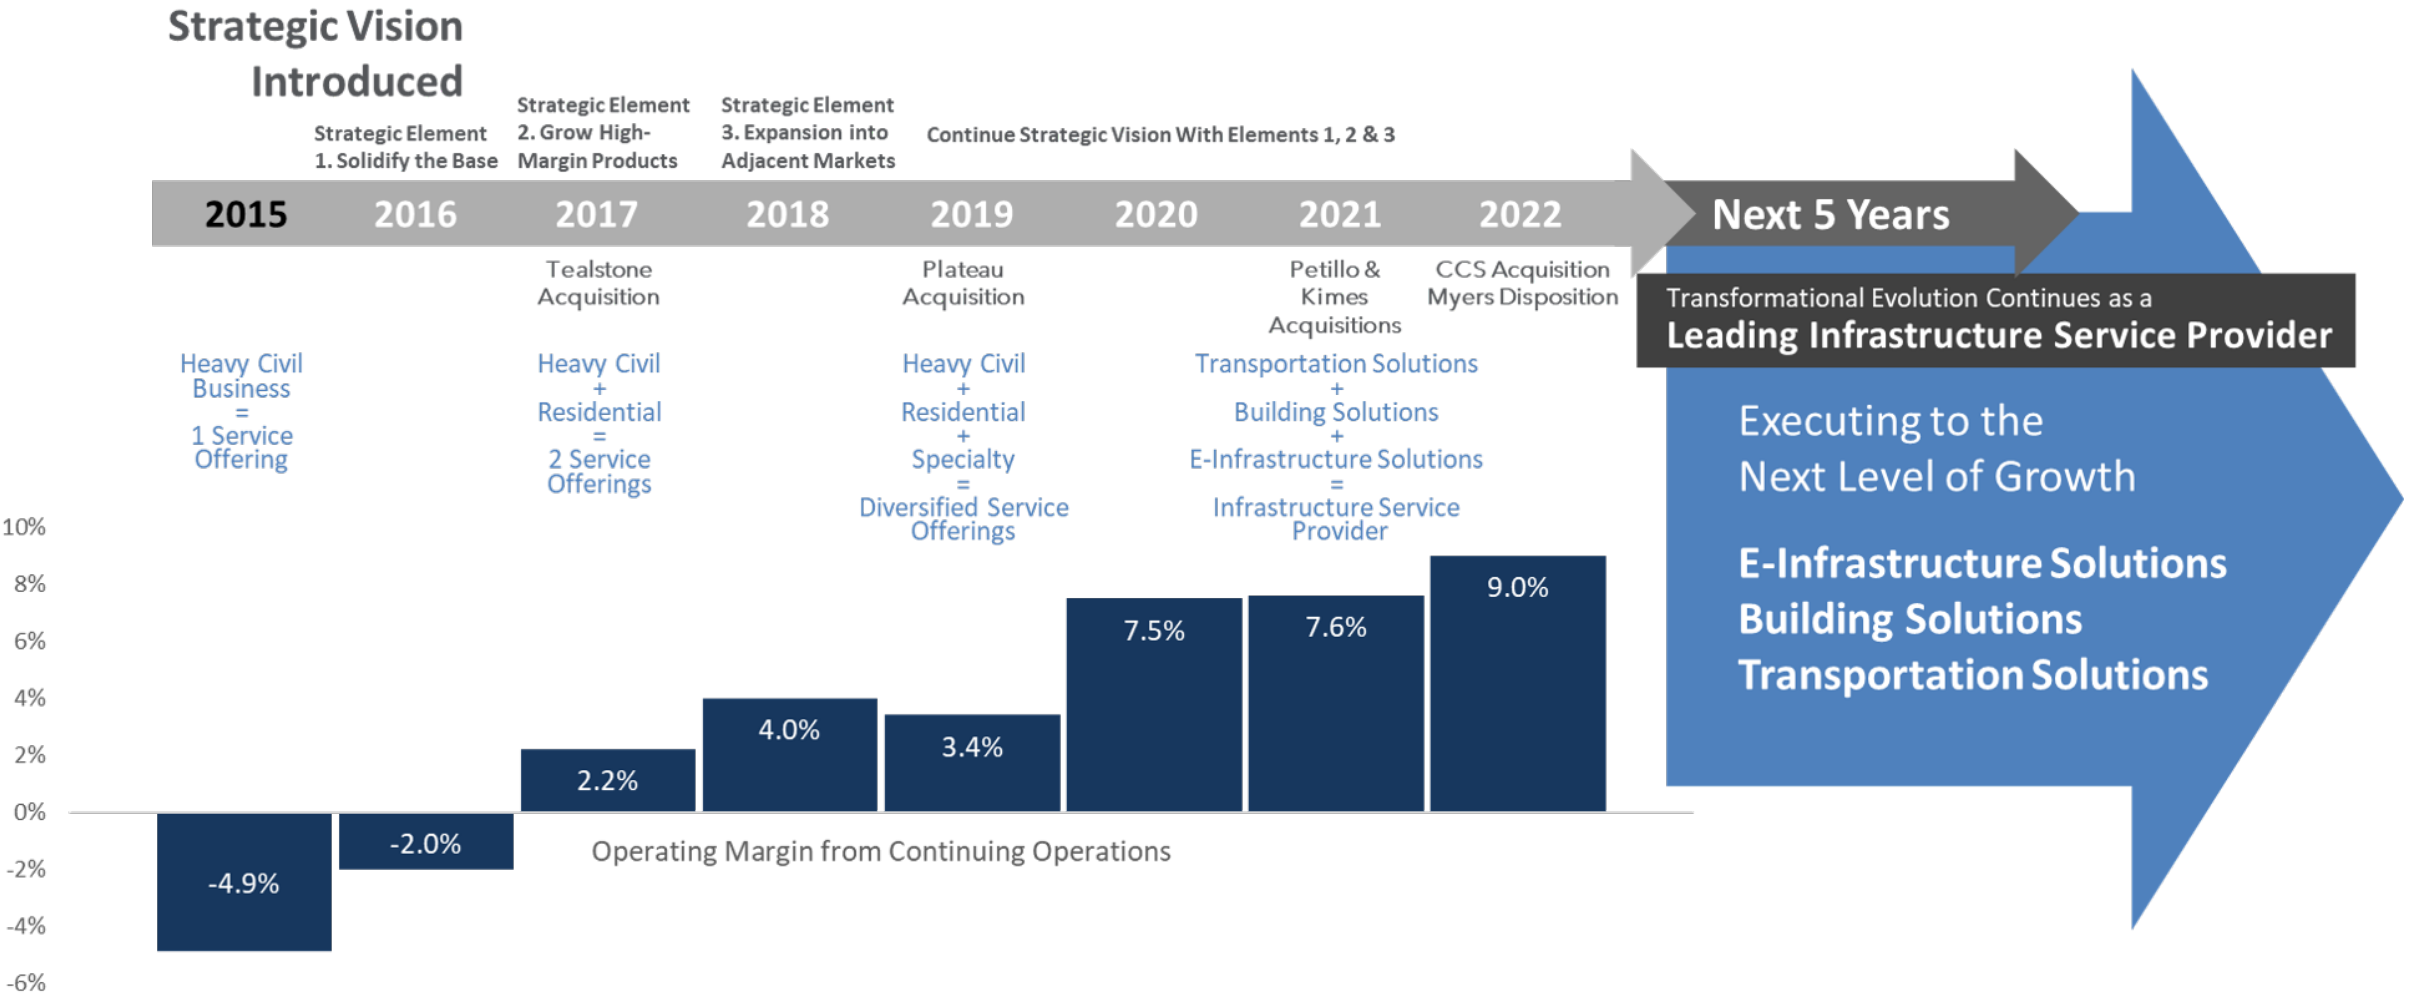 Strategic Vision
Introduced
Strategic Element
1. Solidify the Base
Strategic Element
2. Grow High-
Margin Products
Strategic Element
3. Expansion into
Adjacent Markets
Continue Strategic Vision With Elements 1, 2 & 3
2015
2016
2017
2018
2019
2020
2021
2022
Next 5 Years
Tealstone
Acquisition
Plateau
Acquisition
Petillo &
Kimes
Acquisitions
CCS Acquisition
Myers Disposition
Transformational Evolution Continues as a
Leading Infrastructure Service Provider
Heavy Civil
Business
=
1 Service
Offering
Heavy Civil
+
Residential
=
2 Service
Offerings
Heavy Civil
+
Residential
+
Specialty
=
Diversified Service
Offerings
Transportation Solutions
+
Building Solutions
+
E-Infrastructure Solutions
=
Infrastructure Service
Provider
Executing to the
Next Level of Growth
E-Infrastructure Solutions
Building Solutions
Transportation Solutions
10%
8%
6%
4%
2%
0%
-2%
-4%
-6%
-4.9%
-2.0%
2.2%
4.0%
3.4%
7.5%
7.6%
9.0%
Operating Margin from Continuing Operations